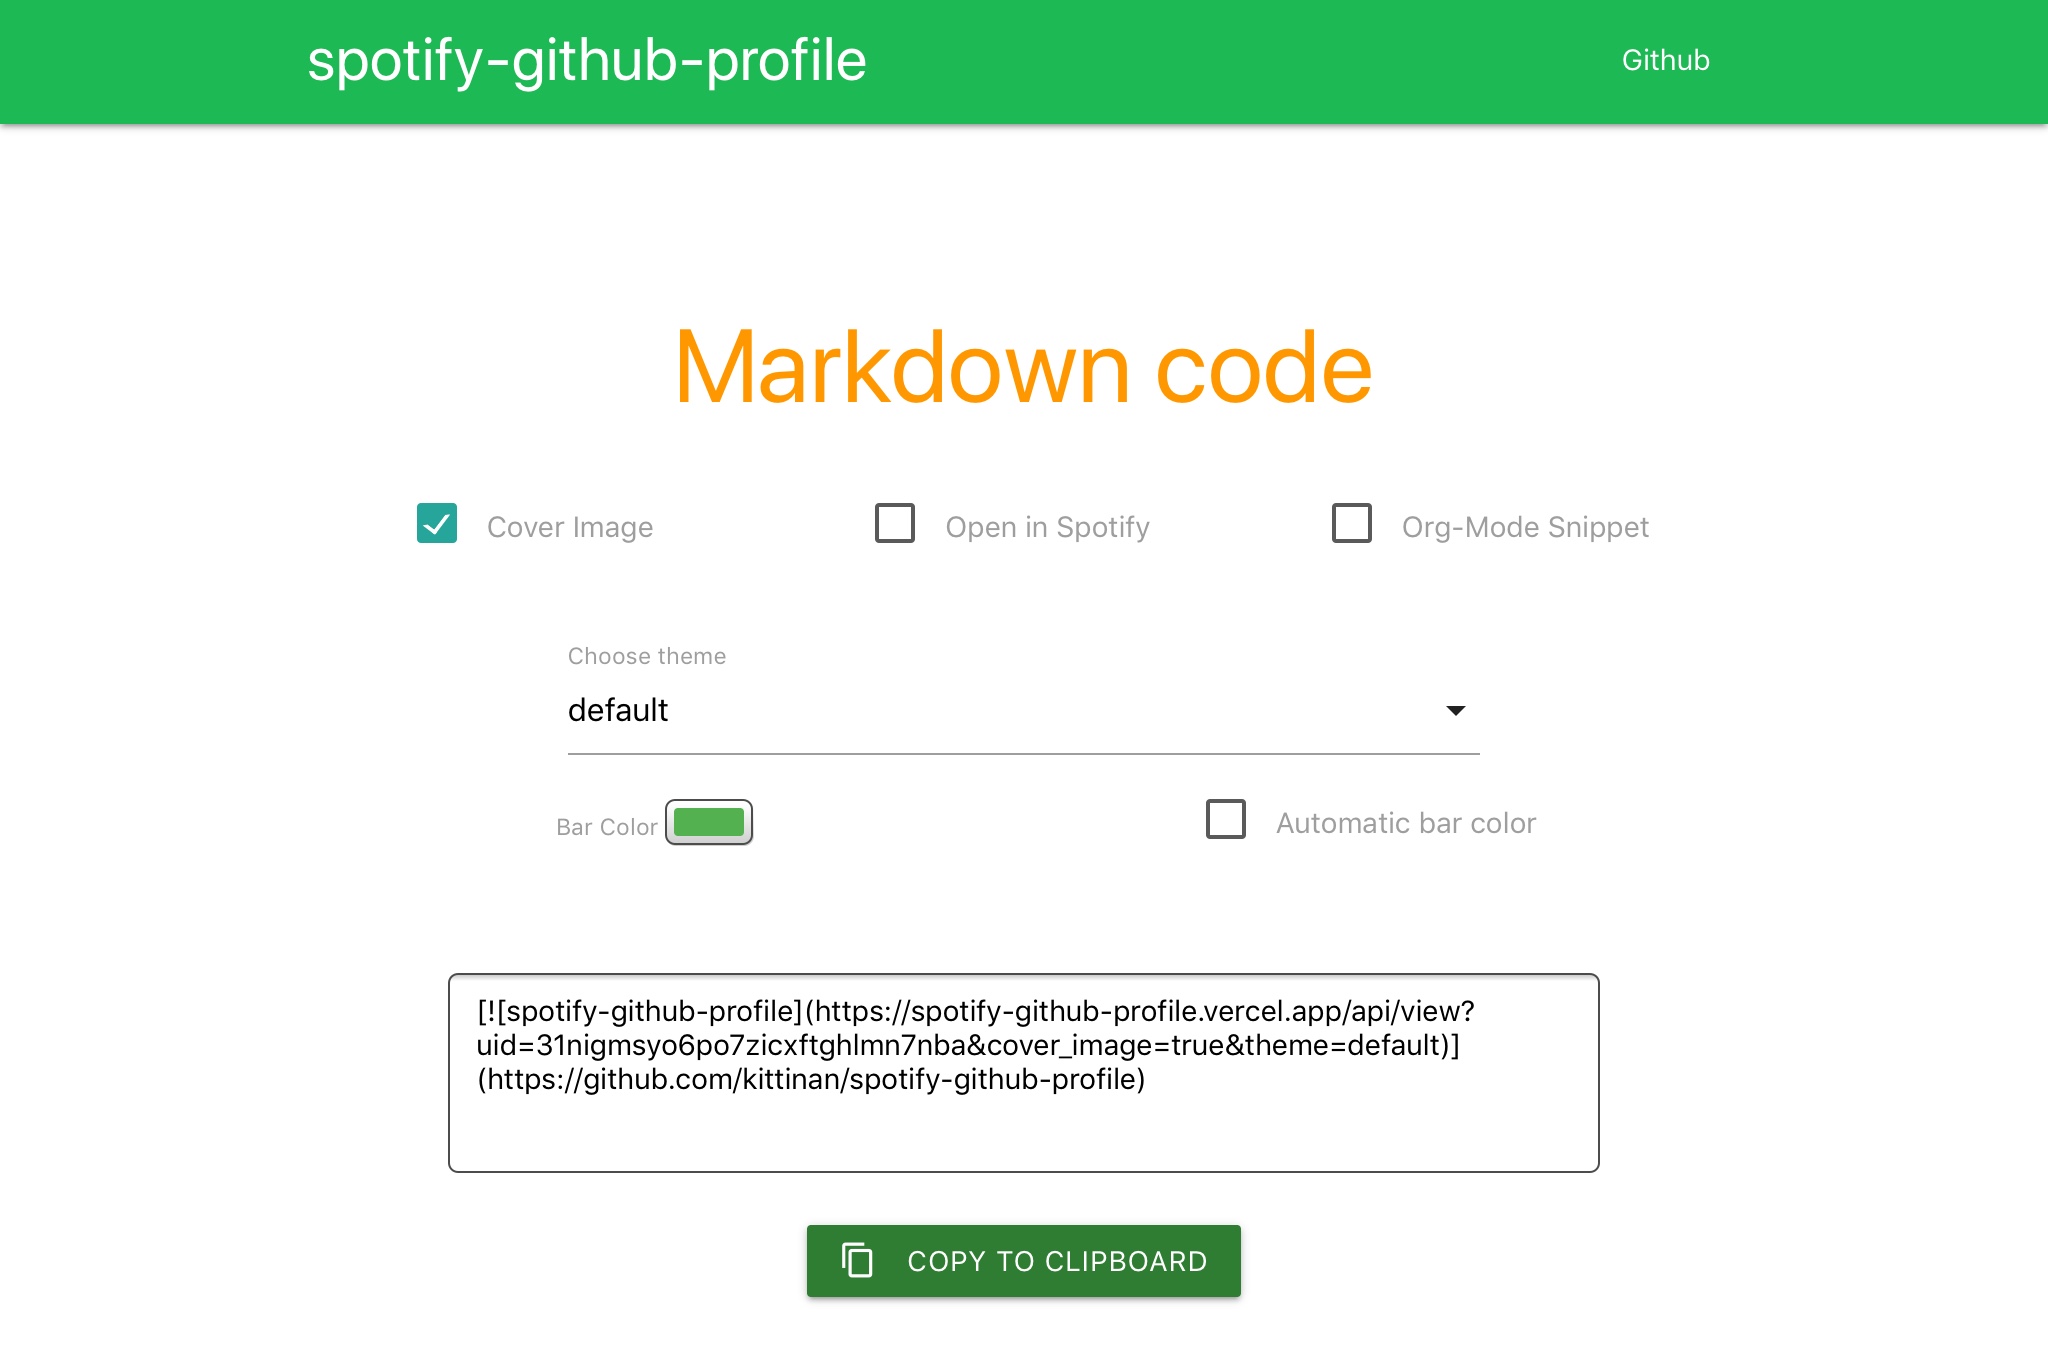 spotify-github-profile
Github
Markdown code
Cover Image
Open in Spotify
Org-Mode Snippet
Choose theme
default
Bar Color
Automatic bar color
[![spotify-github-profile](https://spotify-github-profile.vercel.app/api/view?
uid=31nigmsyo6po7zicxftghlmn7nba&cover_image=true&theme=default)]
(https://github.com/kittinan/spotify-github-profile)
COPY TO CLIPBOARD